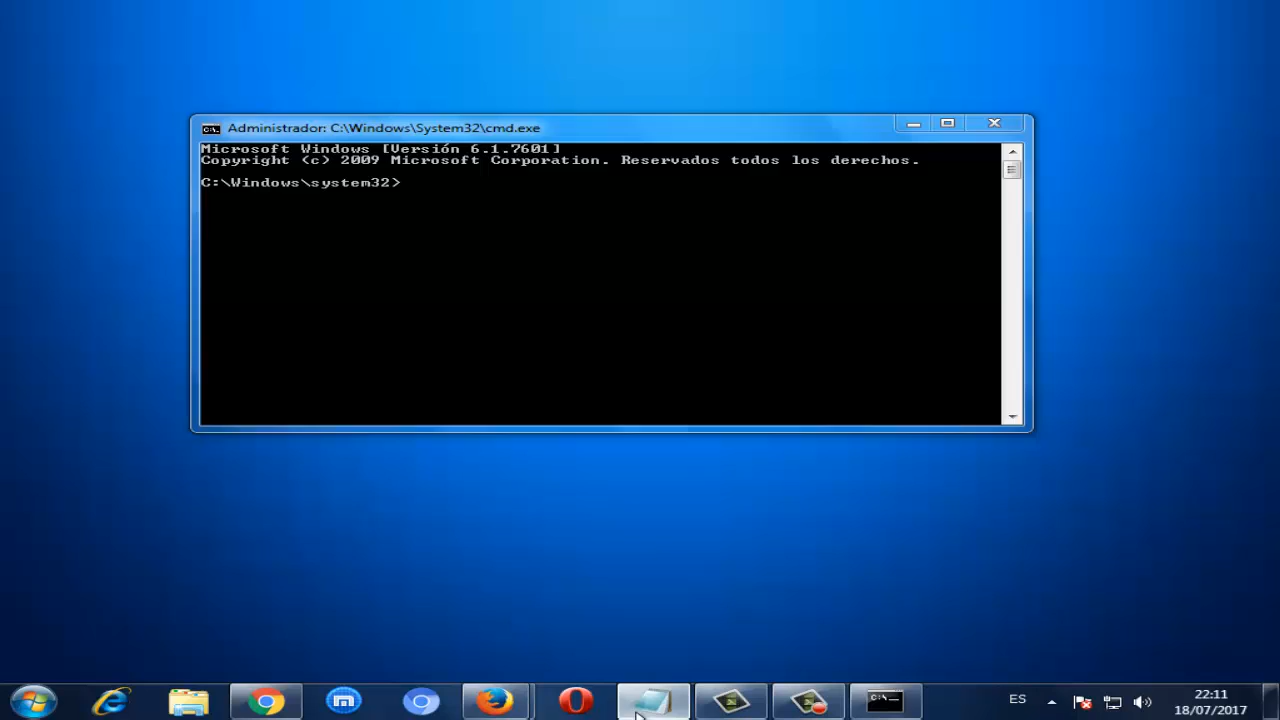 Administrador: C:\Windows\System32\cmd.exe
Microsoft Windows [Versión 6.1.7601]
Copyright (c) 2009 Microsoft Corporation. Reservados todos los derechos.
C:\Windows\system32>
ES
22:11
18/07/2017